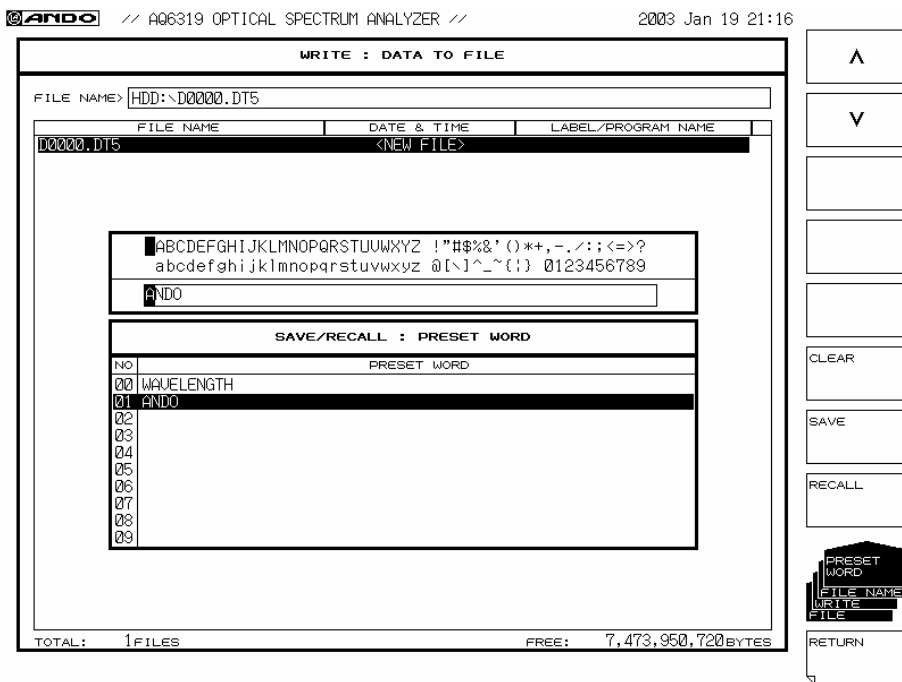 ANDO // AQ6319 OPTICAL SPECTRUM ANALYZER // 2003 Jan 19 21:16
WRITE : DATA TO FILE
FILE NAME> HDD:\D0000.DT5
FILE NAME DATE & TIME LABEL/PROGRAM NAME
D0000.DT5 <NEW FILE>
ABCDEFGHIJKLMNOPQRSTUVWXYZ !"#$%&'()*+,-./:;<=>?
abcdefghijklmnopqrstuvwxyz @[\]^_~{¦} 0123456789
ANDO
SAVE/RECALL : PRESET WORD
NO PRESET WORD
00 WAVELENGTH
01 ANDO
02
03
04
05
06
07
08
09
TOTAL: 1FILES FREE: 7,473,950,720BYTES
∧
∨
CLEAR
SAVE
RECALL
PRESET
WORD
FILE NAME
WRITE
FILE
RETURN